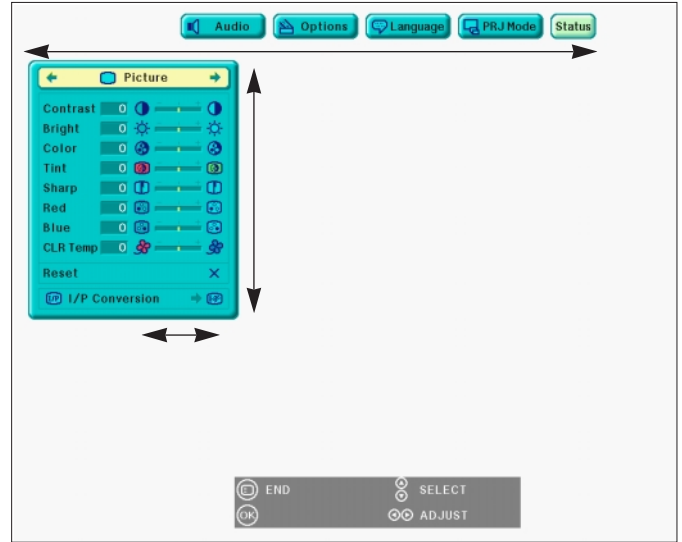 Audio Options Language PRJ Mode Status
Picture
Contrast 0
Bright 0
Color 0
Tint 0
Sharp 0
Red 0
Blue 0
CLR Temp 0
Reset
I/P I/P Conversion
END SELECT
OK ADJUST